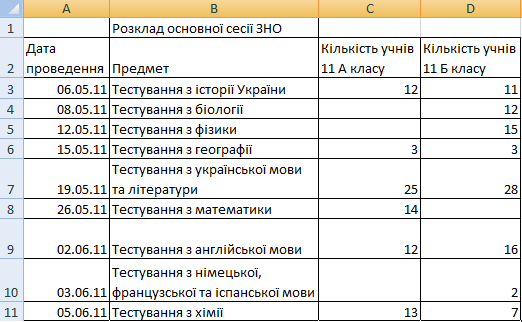 A B C D
1 Розклад основної сесії ЗНО
Дата Кількість учнів Кількість учнів
2 проведення Предмет 11 А класу 11 Б класу
3 06.05.11 Тестування з історії України 12 11
4 08.05.11 Тестування з біології 12
5 12.05.11 Тестування з фізики 15
6 15.05.11 Тестування з географії 3 3
Тестування з української мови
7 19.05.11 та літератури 25 28
8 26.05.11 Тестування з математики 14
9 02.06.11 Тестування з англійської мови 12 16
Тестування з німецької,
10 03.06.11 французської та іспанської мови 2
11 05.06.11 Тестування з хімії 13 7